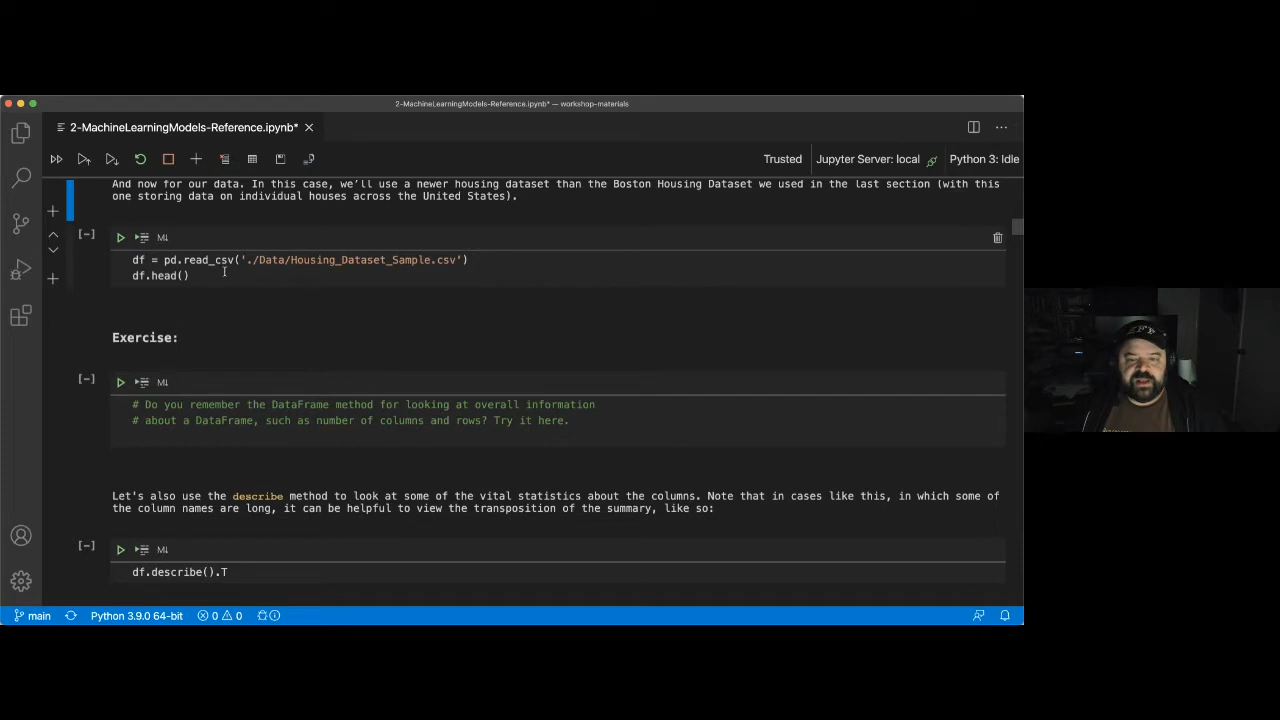 2-MachineLearningModels-Reference.ipynb* — workshop-materials
2-MachineLearningModels-Reference.ipynb*
Trusted
Jupyter Server: local
Python 3: Idle
And now for our data. In this case, we'll use a newer housing dataset than the Boston Housing Dataset we used in the last section (with this
one storing data on individual houses across the United States).
[-]
M↓
df = pd.read_csv('./Data/Housing_Dataset_Sample.csv')
df.head()
Exercise:
[-]
M↓
# Do you remember the DataFrame method for looking at overall information
# about a DataFrame, such as number of columns and rows? Try it here.
Let's also use the describe method to look at some of the vital statistics about the columns. Note that in cases like this, in which some of
the column names are long, it can be helpful to view the transposition of the summary, like so:
[-]
M↓
df.describe().T
main
Python 3.9.0 64-bit
0
0